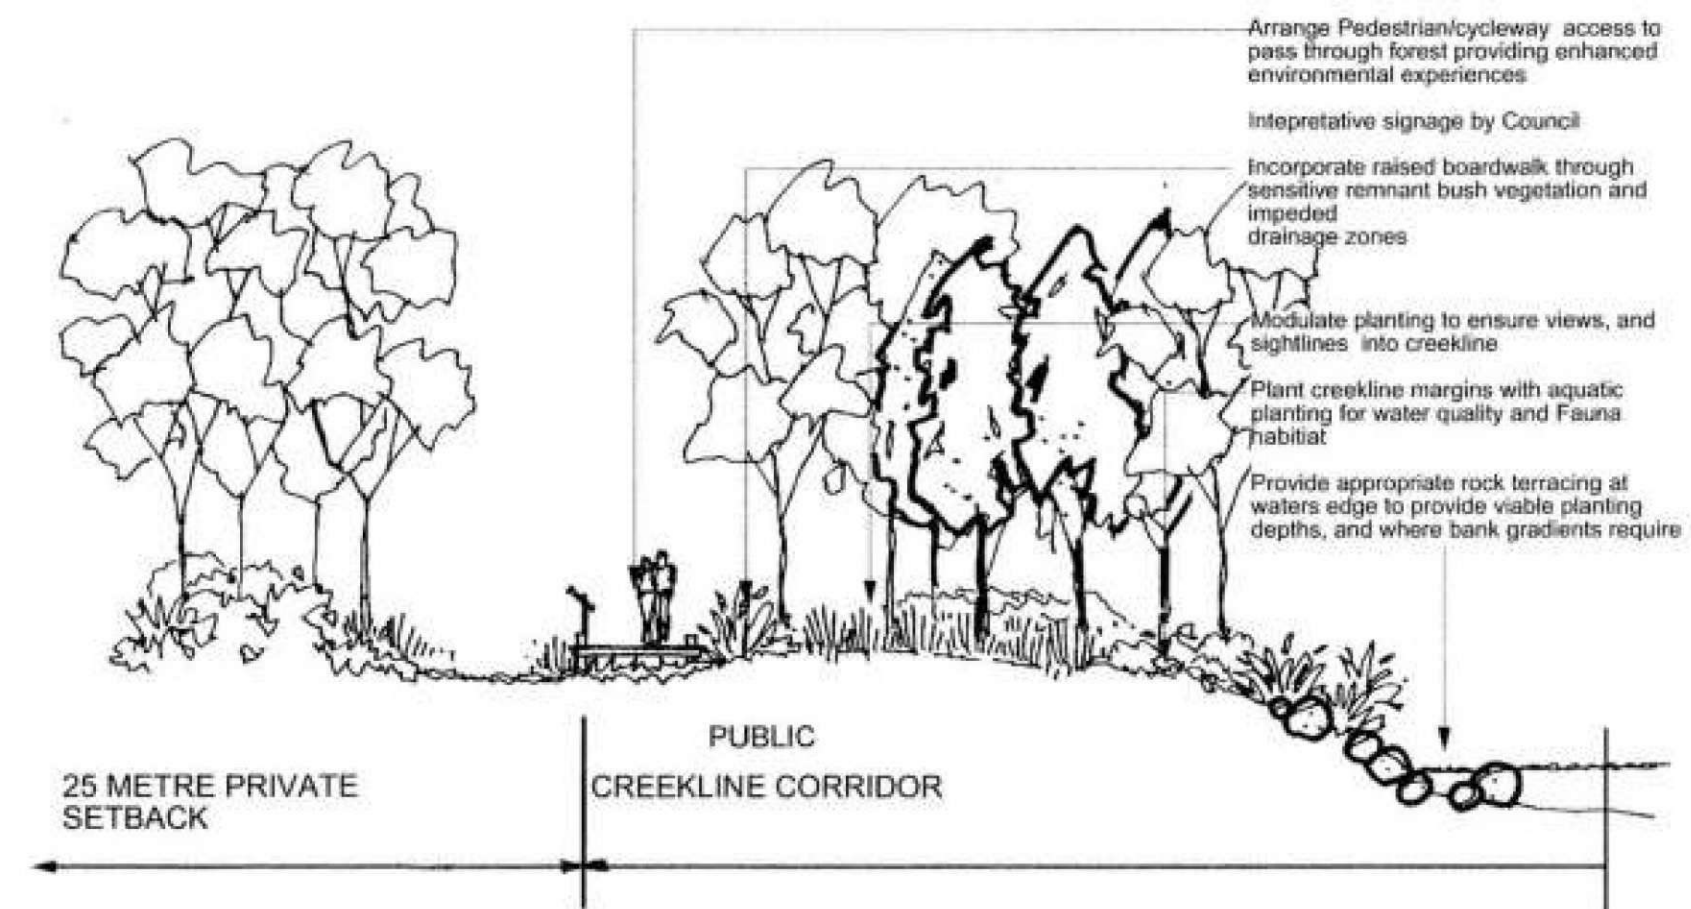 Arrange Pedestrian/cycleway access to
pass through forest providing enhanced
environmental experiences
Intepretative signage by Council
Incorporate raised boardwalk through
sensitive remnant bush vegetation and
impeded
drainage zones
Modulate planting to ensure views, and
sightlines into creekline
Plant creekline margins with aquatic
planting for water quality and Fauna
habitiat
Provide appropriate rock terracing at
waters edge to provide viable planting
depths, and where bank gradients require
PUBLIC
CREEKLINE CORRIDOR
25 METRE PRIVATE
SETBACK